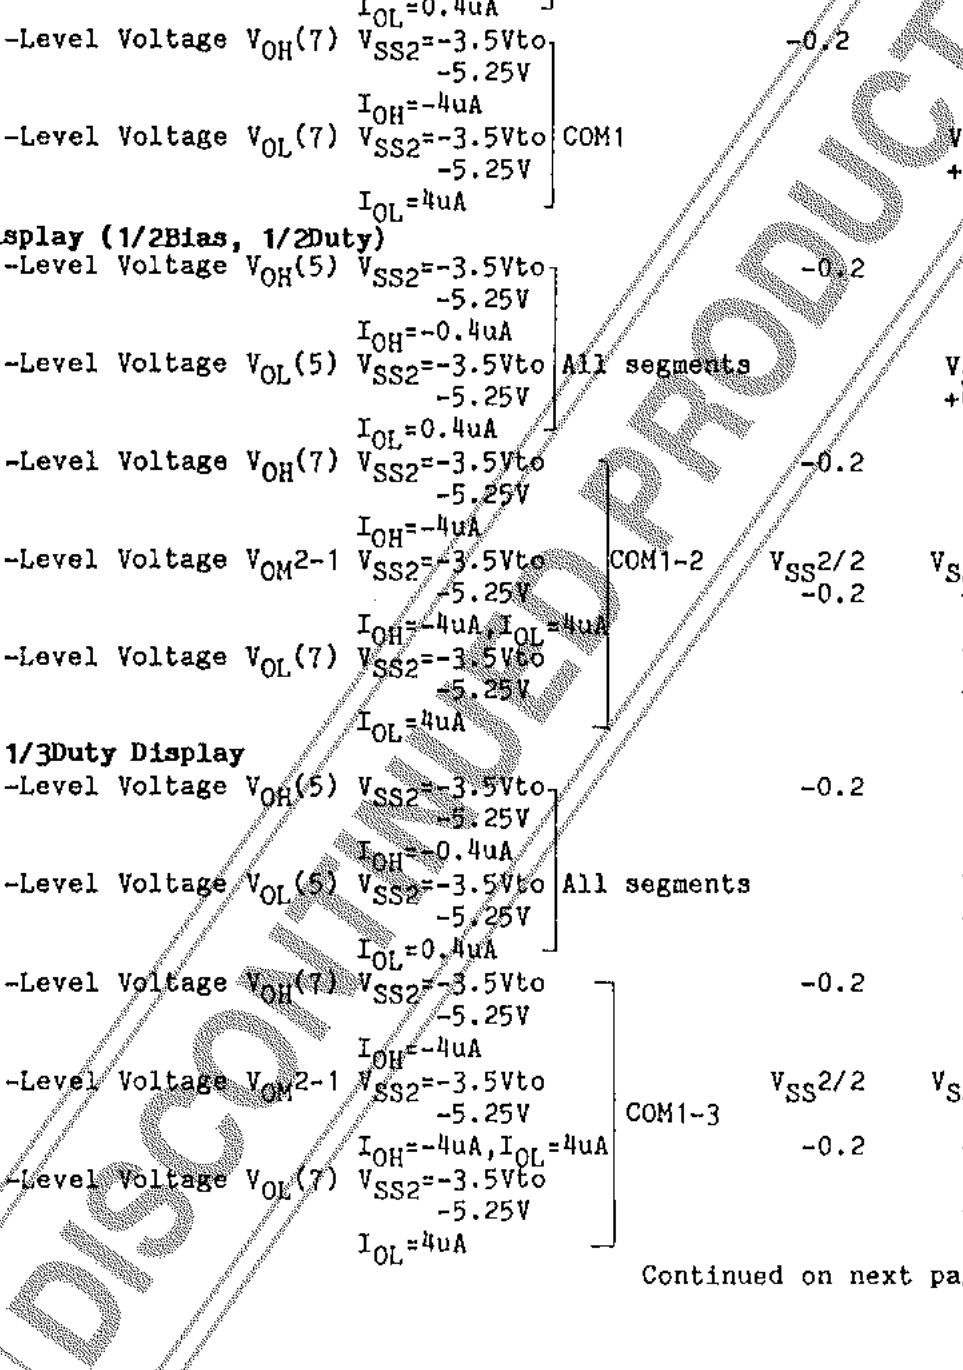 I_OL=0.4uA
-Level Voltage V_OH(7) V_SS2=-3.5Vto -0.2
-5.25V
I_OH=-4uA
-Level Voltage V_OL(7) V_SS2=-3.5Vto COM1 V
-5.25V +
I_OL=4uA
splay (1/2Bias, 1/2Duty)
-Level Voltage V_OH(5) V_SS2=-3.5Vto -0.2
-5.25V
I_OH=-0.4uA
-Level Voltage V_OL(5) V_SS2=-3.5Vto All segments V
-5.25V +
I_OL=0.4uA
-Level Voltage V_OH(7) V_SS2=-3.5Vto -0.2
-5.25V
I_OH=-4uA
-Level Voltage V_OM2-1 V_SS2=-3.5Vto COM1-2 V_SS2/2 V_S
-5.25V -0.2
I_OH=-4uA,I_OL=4uA
-Level Voltage V_OL(7) V_SS2=-3.5Vto
-5.25V
I_OL=4uA
1/3Duty Display
-Level Voltage V_OH(5) V_SS2=-3.5Vto -0.2
-5.25V
I_OH=-0.4uA
-Level Voltage V_OL(5) V_SS2=-3.5Vto All segments
-5.25V
I_OL=0.4uA
-Level Voltage V_OH(7) V_SS2=-3.5Vto -0.2
-5.25V
I_OH=-4uA
-Level Voltage V_OM2-1 V_SS2=-3.5Vto V_SS2/2 V_S
-5.25V COM1-3
I_OH=-4uA,I_OL=4uA -0.2
-Level Voltage V_OL(7) V_SS2=-3.5Vto
-5.25V
I_OL=4uA
Continued on next pa
DISCONTINUED PRODUCT